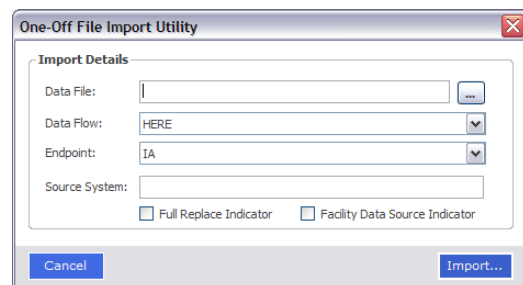 One-Off File Import Utility
Import Details
Data File:
...
Data Flow: HERE
Endpoint: IA
Source System:
Full Replace Indicator Facility Data Source Indicator
Cancel Import...